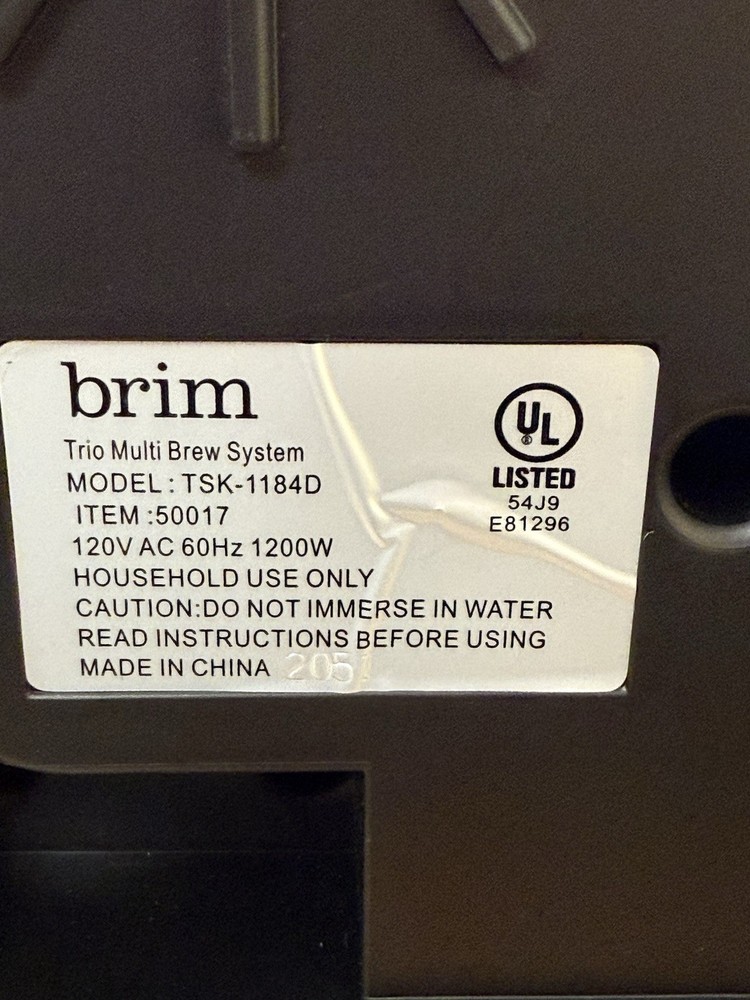 brim
Trio Multi Brew System
MODEL : TSK-1184D
ITEM :50017
120V AC 60Hz 1200W
HOUSEHOLD USE ONLY
CAUTION:DO NOT IMMERSE IN WATER
READ INSTRUCTIONS BEFORE USING
MADE IN CHINA
UL
LISTED
54J9
E81296